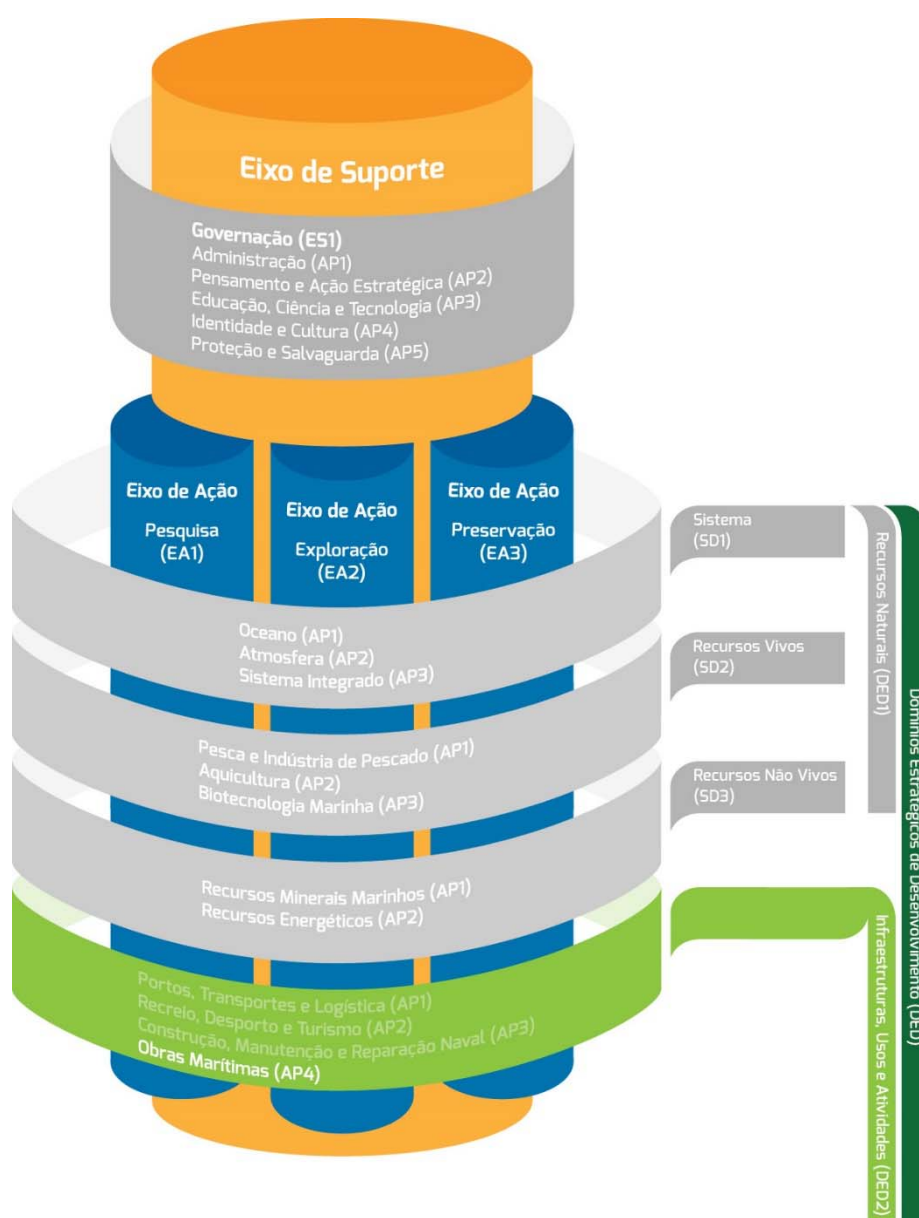 Eixo de Suporte
Governação (ES1)
Administração (AP1)
Pensamento e Ação Estratégica (AP2)
Educação, Ciência e Tecnologia (AP3)
Identidade e Cultura (AP4)
Proteção e Salvaguarda (AP5)
Eixo de Ação
Pesquisa
(EA1)
Eixo de Ação
Exploração
(EA2)
Eixo de Ação
Preservação
(EA3)
Oceano (AP1)
Atmosfera (AP2)
Sistema Integrado (AP3)
Pesca e Indústria de Pescado (AP1)
Aquicultura (AP2)
Biotecnologia Marinha (AP3)
Recursos Minerais Marinhos (AP1)
Recursos Energéticos (AP2)
Portos, Transportes e Logística (AP1)
Recreio, Desporto e Turismo (AP2)
Construção, Manutenção e Reparação Naval (AP3)
Obras Marítimas (AP4)
Sistema
(SD1)
Recursos Vivos
(SD2)
Recursos Não Vivos
(SD3)
Recursos Naturais (DED1)
Infraestruturas, Usos e Atividades (DED2)
Domínios Estratégicos de Desenvolvimento (DED)